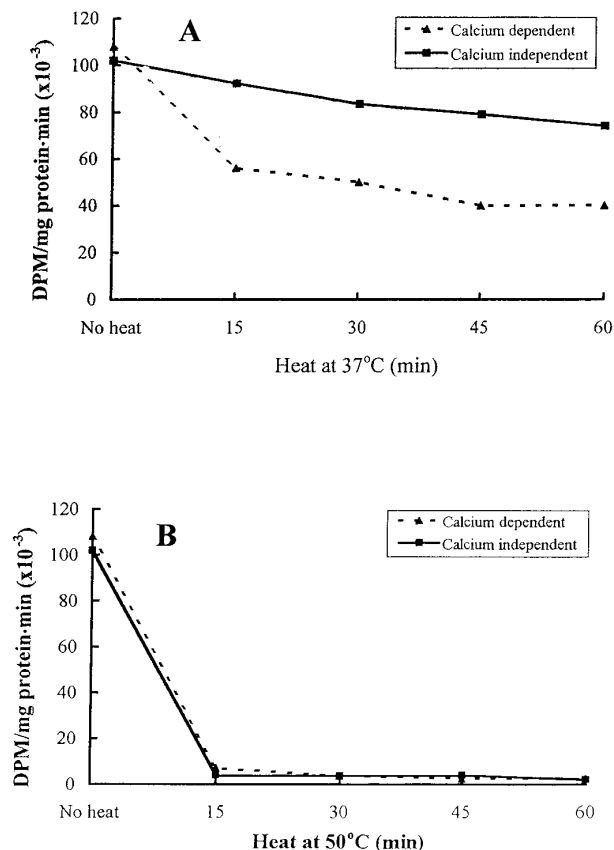 120
100
80
60
40
20
0
DPM/mg protein·min (x10⁻³)
A
Calcium dependent
Calcium independent
No heat 15 30 45 60
Heat at 37°C (min)
120
100
80
60
40
20
0
DPM/mg protein·min (x10⁻³)
B
Calcium dependent
Calcium independent
No heat 15 30 45 60
Heat at 50°C (min)